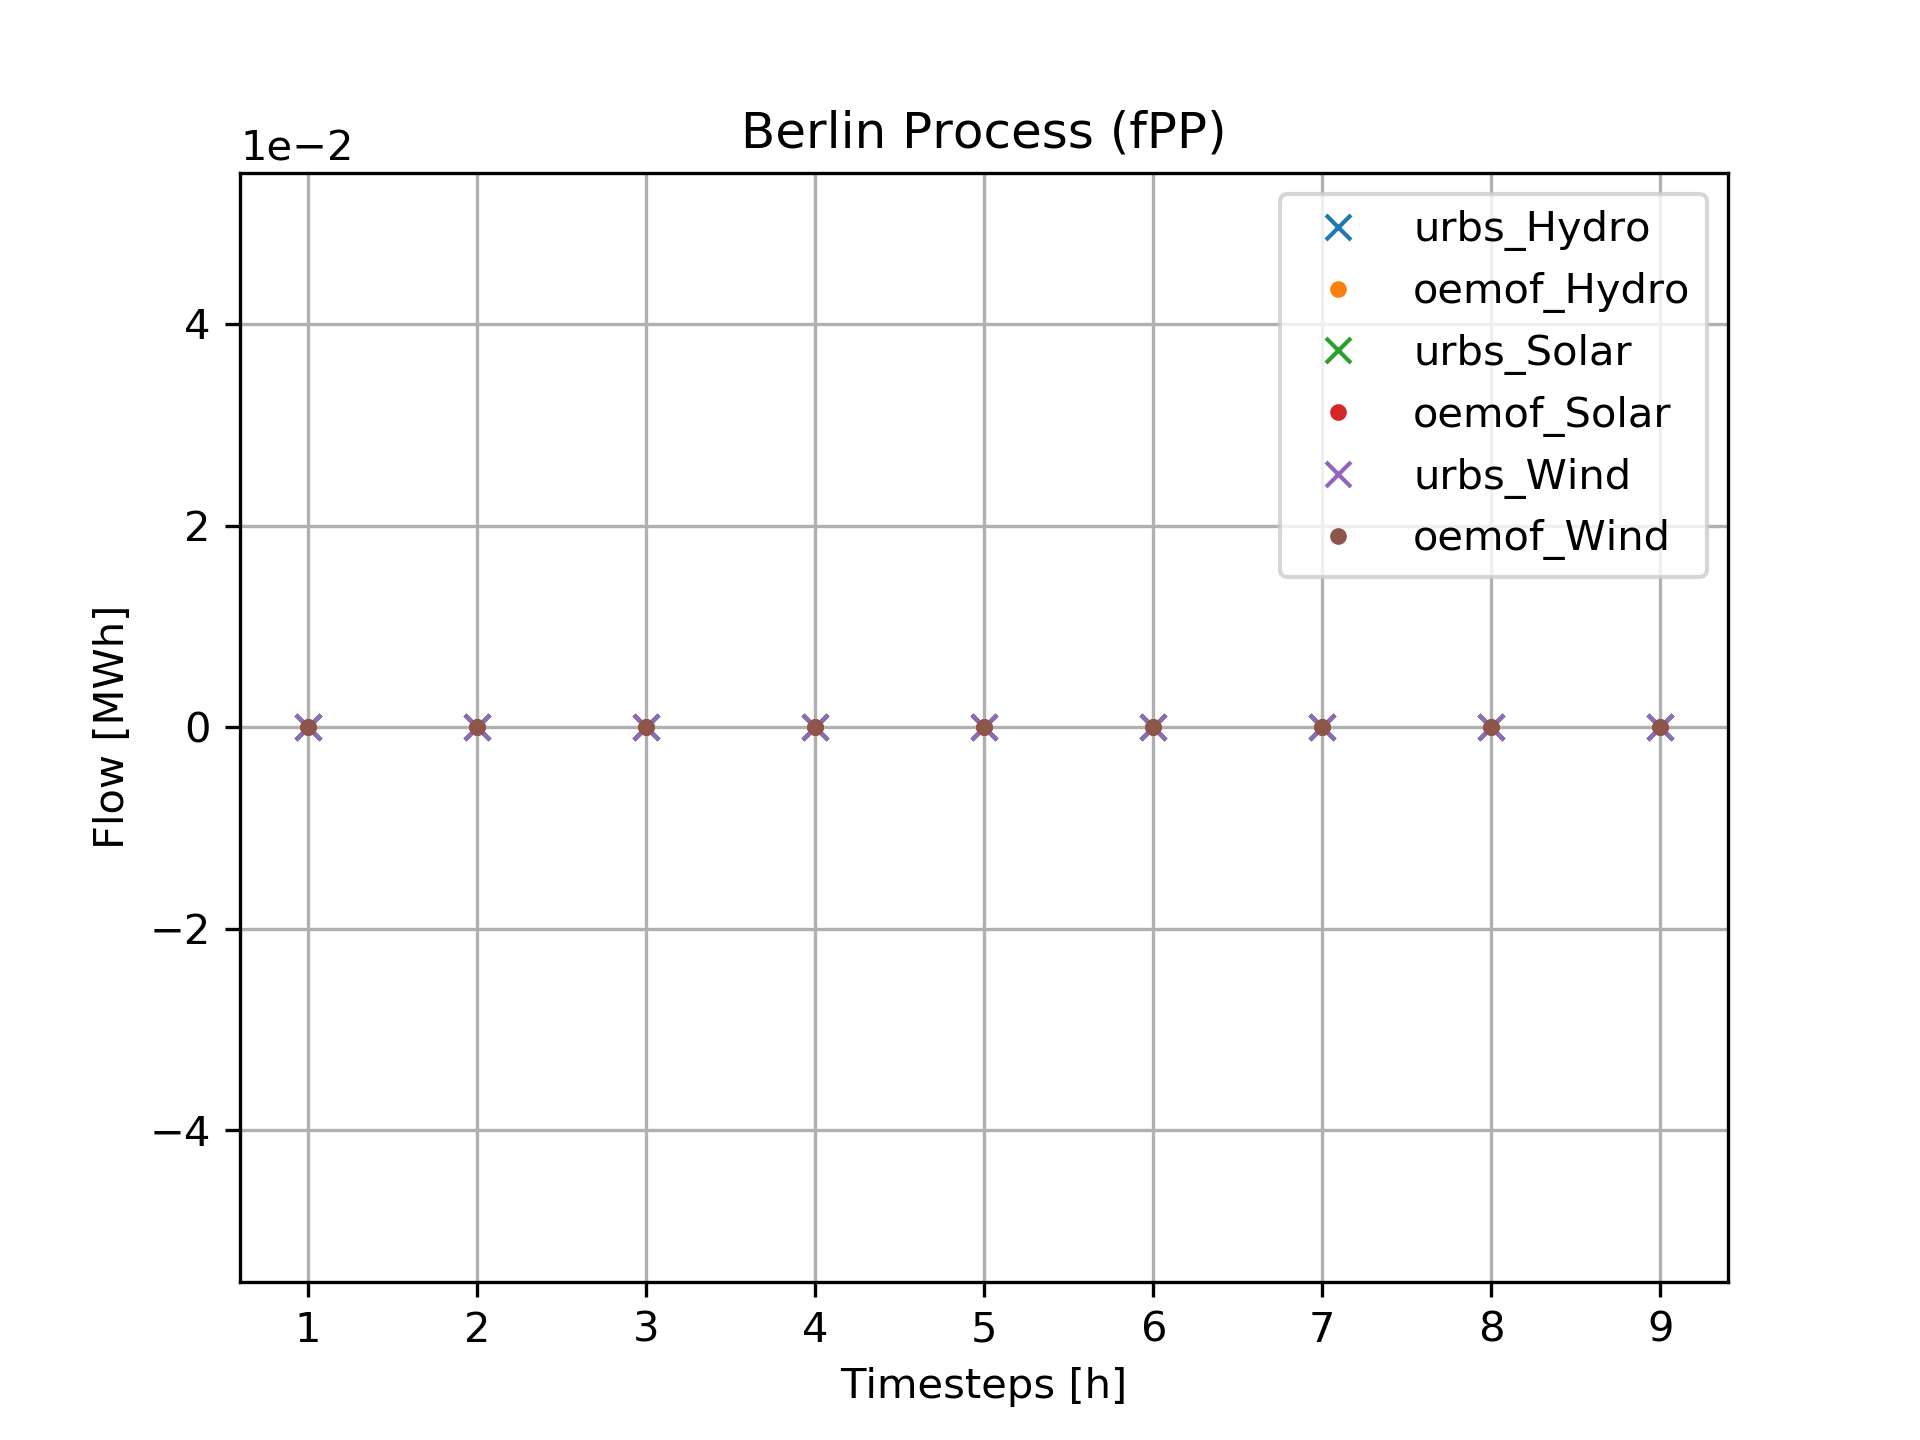 Berlin Process (fPP)
1e−2
urbs_Hydro
oemof_Hydro
urbs_Solar
oemof_Solar
urbs_Wind
oemof_Wind
4
2
0
−2
−4
Flow [MWh]
1 2 3 4 5 6 7 8 9
Timesteps [h]